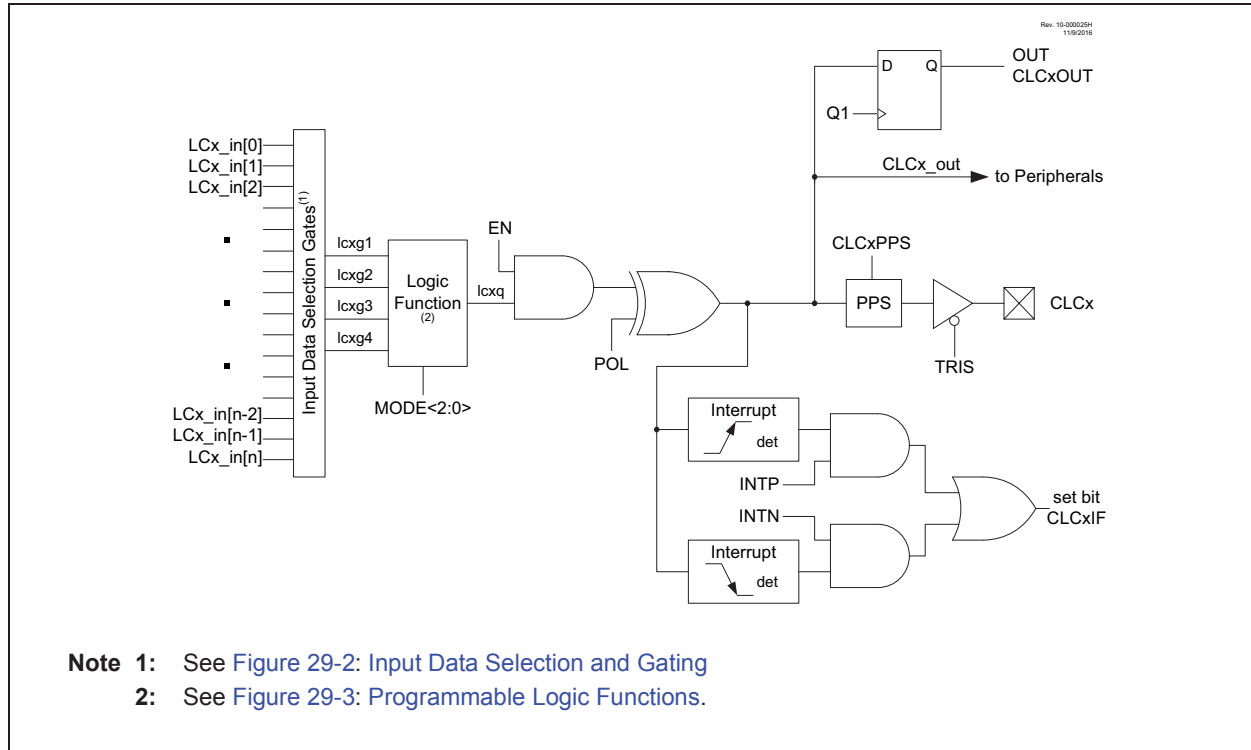 Rev. 10-000025H
11/9/2016
OUT
CLCxOUT
D Q
Q1
CLCx_out
to Peripherals
LCx_in[0]
LCx_in[1]
LCx_in[2]
LCx_in[n-2]
LCx_in[n-1]
LCx_in[n]
Input Data Selection Gates(1)
lcxg1
lcxg2
lcxg3
lcxg4
Logic
Function
(2)
MODE<2:0>
lcxq
EN
POL
CLCxPPS
PPS
TRIS
CLCx
Interrupt
det
INTP
INTN
Interrupt
det
set bit
CLCxIF
Note 1: See Figure 29-2: Input Data Selection and Gating
2: See Figure 29-3: Programmable Logic Functions.